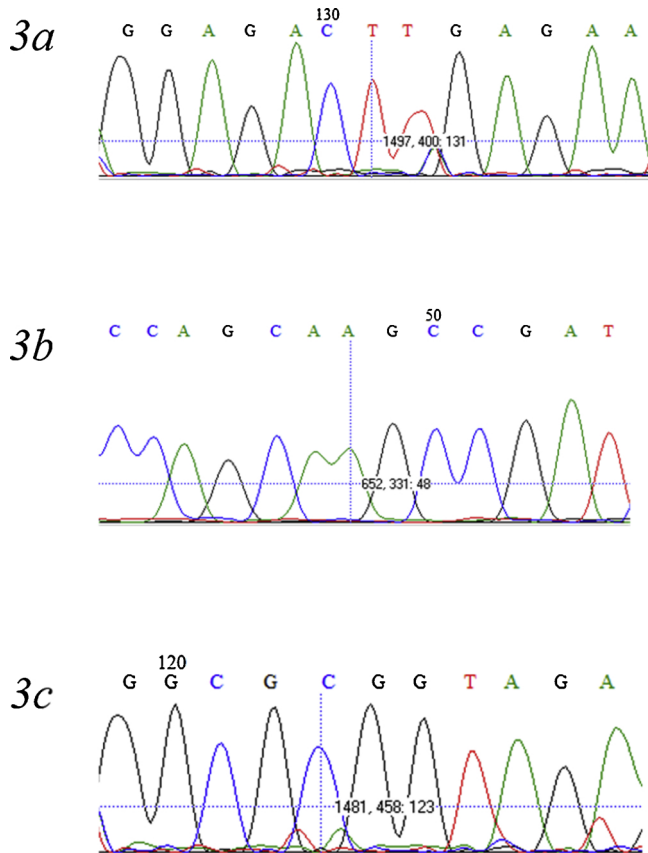 3a
130
G G A G A C T T G A G A A
1497, 400: 131
3b
50
C C A G C A A G C C G A T
652, 331: 48
3c
120
G G C G C G G T A G A
1481, 458: 123